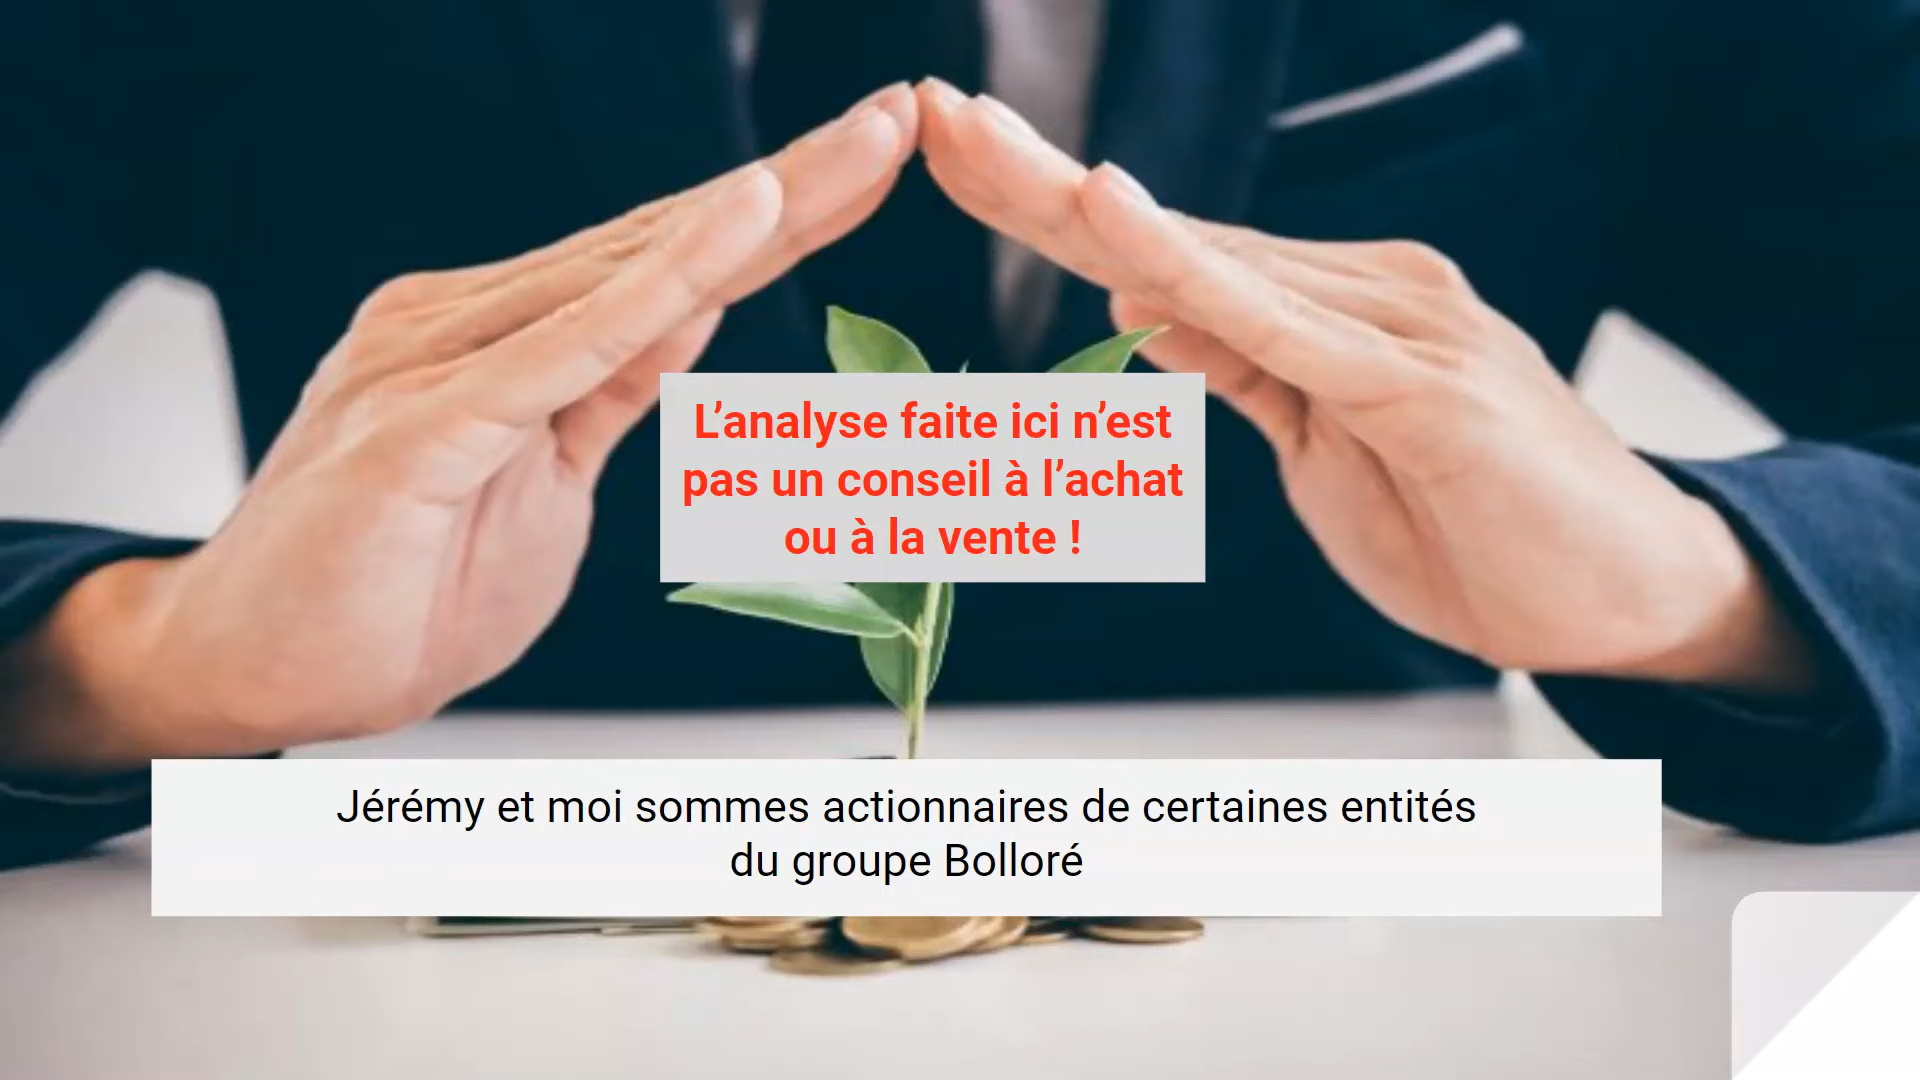 L’analyse faite ici n’est
pas un conseil à l’achat
ou à la vente !
Jérémy et moi sommes actionnaires de certaines entités
du groupe Bolloré